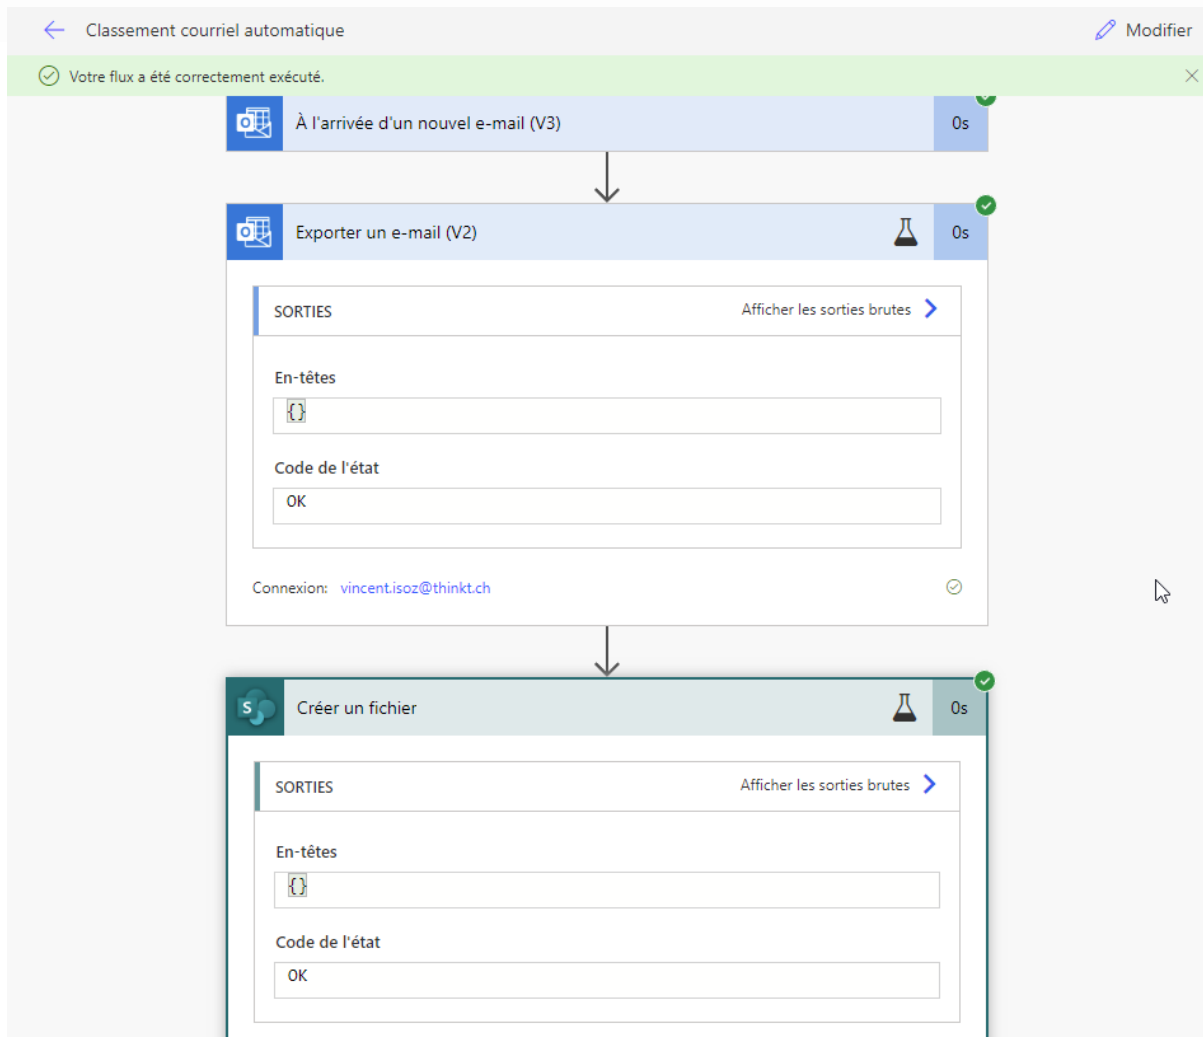 Classement courriel automatique
Modifier
Votre flux a été correctement exécuté.
À l'arrivée d'un nouvel e-mail (V3)
0s
Exporter un e-mail (V2)
0s
SORTIES
Afficher les sorties brutes
En-têtes
{}
Code de l'état
OK
Connexion: vincent.isoz@thinkt.ch
Créer un fichier
0s
SORTIES
Afficher les sorties brutes
En-têtes
{}
Code de l'état
OK